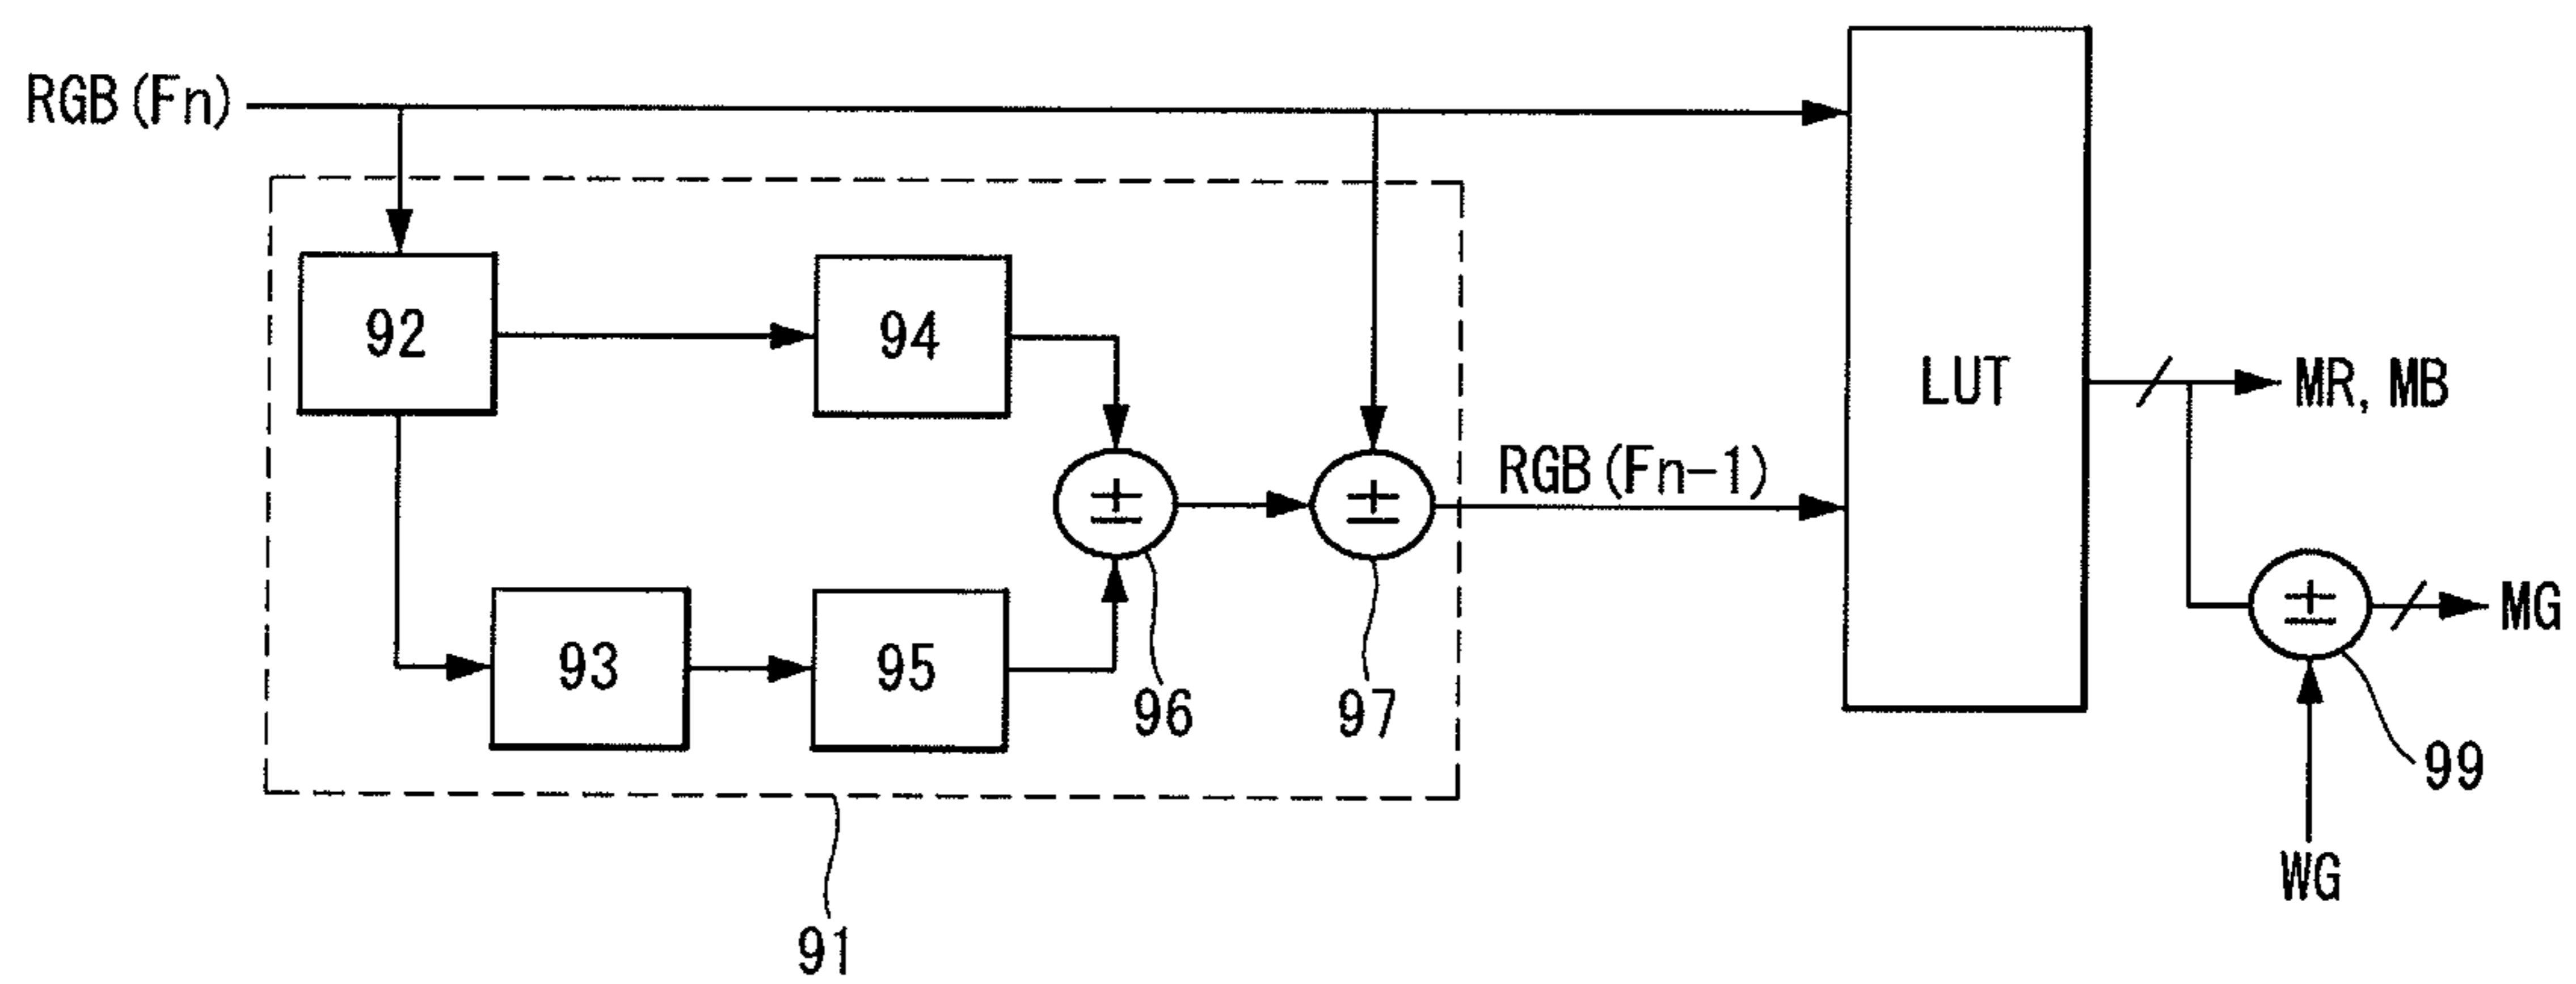 RGB(Fn)
92
94
LUT
MR, MB
±
±
RGB(Fn-1)
93
95
96
97
±
MG
99
WG
91